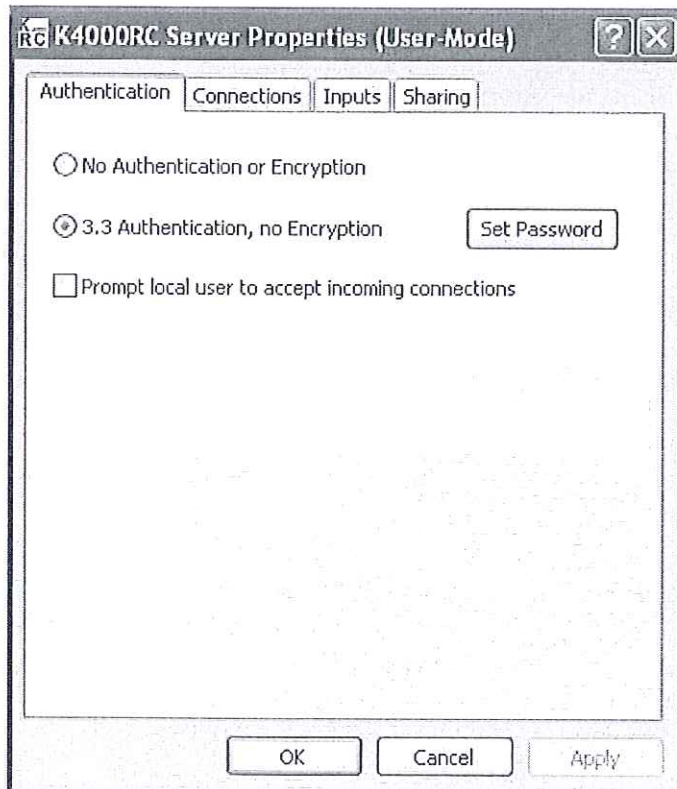 RC K4000RC Server Properties (User-Mode) ? X
Authentication Connections Inputs Sharing
No Authentication or Encryption
3.3 Authentication, no Encryption Set Password
Prompt local user to accept incoming connections
OK Cancel Apply